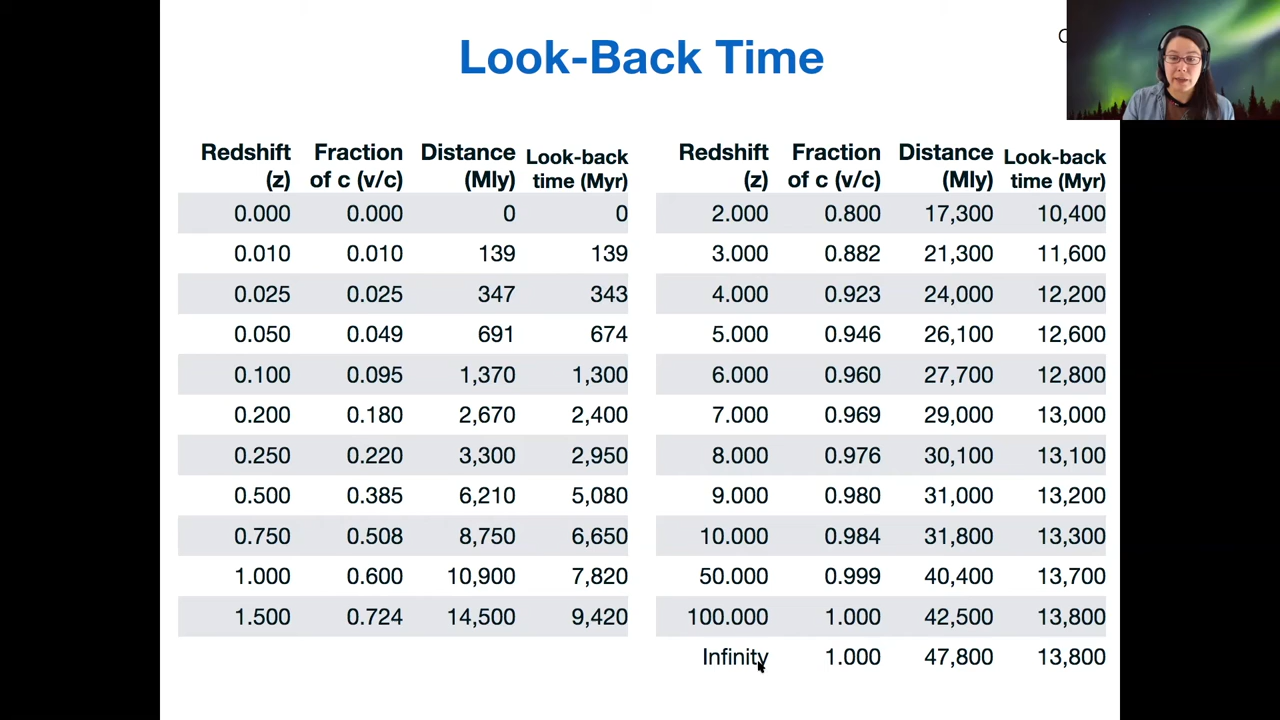 Look-Back Time
C
Redshift (z) Fraction of c (v/c) Distance (Mly) Look-back time (Myr)
0.000 0.000 0 0
0.010 0.010 139 139
0.025 0.025 347 343
0.050 0.049 691 674
0.100 0.095 1,370 1,300
0.200 0.180 2,670 2,400
0.250 0.220 3,300 2,950
0.500 0.385 6,210 5,080
0.750 0.508 8,750 6,650
1.000 0.600 10,900 7,820
1.500 0.724 14,500 9,420
Redshift (z) Fraction of c (v/c) Distance (Mly) Look-back time (Myr)
2.000 0.800 17,300 10,400
3.000 0.882 21,300 11,600
4.000 0.923 24,000 12,200
5.000 0.946 26,100 12,600
6.000 0.960 27,700 12,800
7.000 0.969 29,000 13,000
8.000 0.976 30,100 13,100
9.000 0.980 31,000 13,200
10.000 0.984 31,800 13,300
50.000 0.999 40,400 13,700
100.000 1.000 42,500 13,800
Infinity 1.000 47,800 13,800